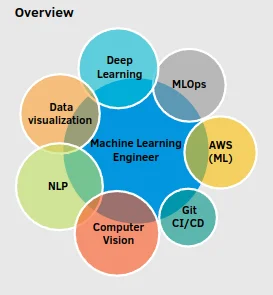 Overview
Deep
Learning
MLOps
Data
visualization
Machine Learning
Engineer
AWS
(ML)
NLP
Git
CI/CD
Computer
Vision